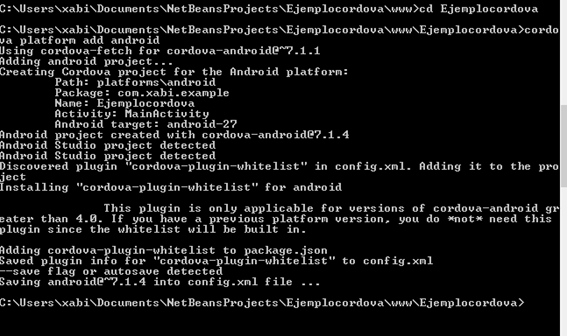 C:\Users\xabi\Documents\NetBeansProjects\Ejemplocordova\www>cd Ejemplocordova
C:\Users\xabi\Documents\NetBeansProjects\Ejemplocordova\www\Ejemplocordova>cordo
va platform add android
Using cordova-fetch for cordova-android@~7.1.1
Adding android project...
Creating Cordova project for the Android platform:
Path: platforms\android
Package: com.xabi.example
Name: Ejemplocordova
Activity: MainActivity
Android target: android-27
Android project created with cordova-android@7.1.4
Android Studio project detected
Android Studio project detected
Discovered plugin "cordova-plugin-whitelist" in config.xml. Adding it to the pro
ject
Installing "cordova-plugin-whitelist" for android
This plugin is only applicable for versions of cordova-android gr
eater than 4.0. If you have a previous platform version, you do *not* need this
plugin since the whitelist will be built in.
Adding cordova-plugin-whitelist to package.json
Saved plugin info for "cordova-plugin-whitelist" to config.xml
--save flag or autosave detected
Saving android@~7.1.4 into config.xml file ...
C:\Users\xabi\Documents\NetBeansProjects\Ejemplocordova\www\Ejemplocordova>